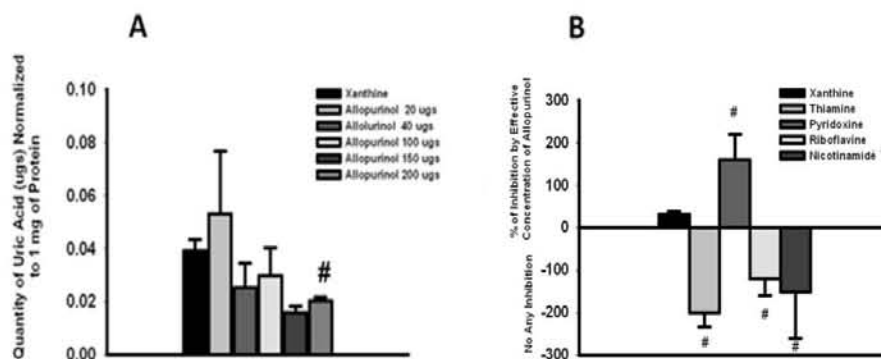 A
Quantity of Uric Acid (ugs) Normalized
to 1 mg of Protein
0.10
0.08
0.06
0.04
0.02
0.00
Xanthine
Allopurinol 20 ugs
Allolurinol 40 ugs
Allopurinol 100 ugs
Allopurinol 150 ugs
Allopurinol 200 ugs
#
B
% of Inhibition by Effective
Concentration of Allopurinol
No Any Inhibition
300
200
100
0
-100
-200
-300
Xanthine
Thiamine
Pyridoxine
Riboflavine
Nicotinamide
#
#
#
#